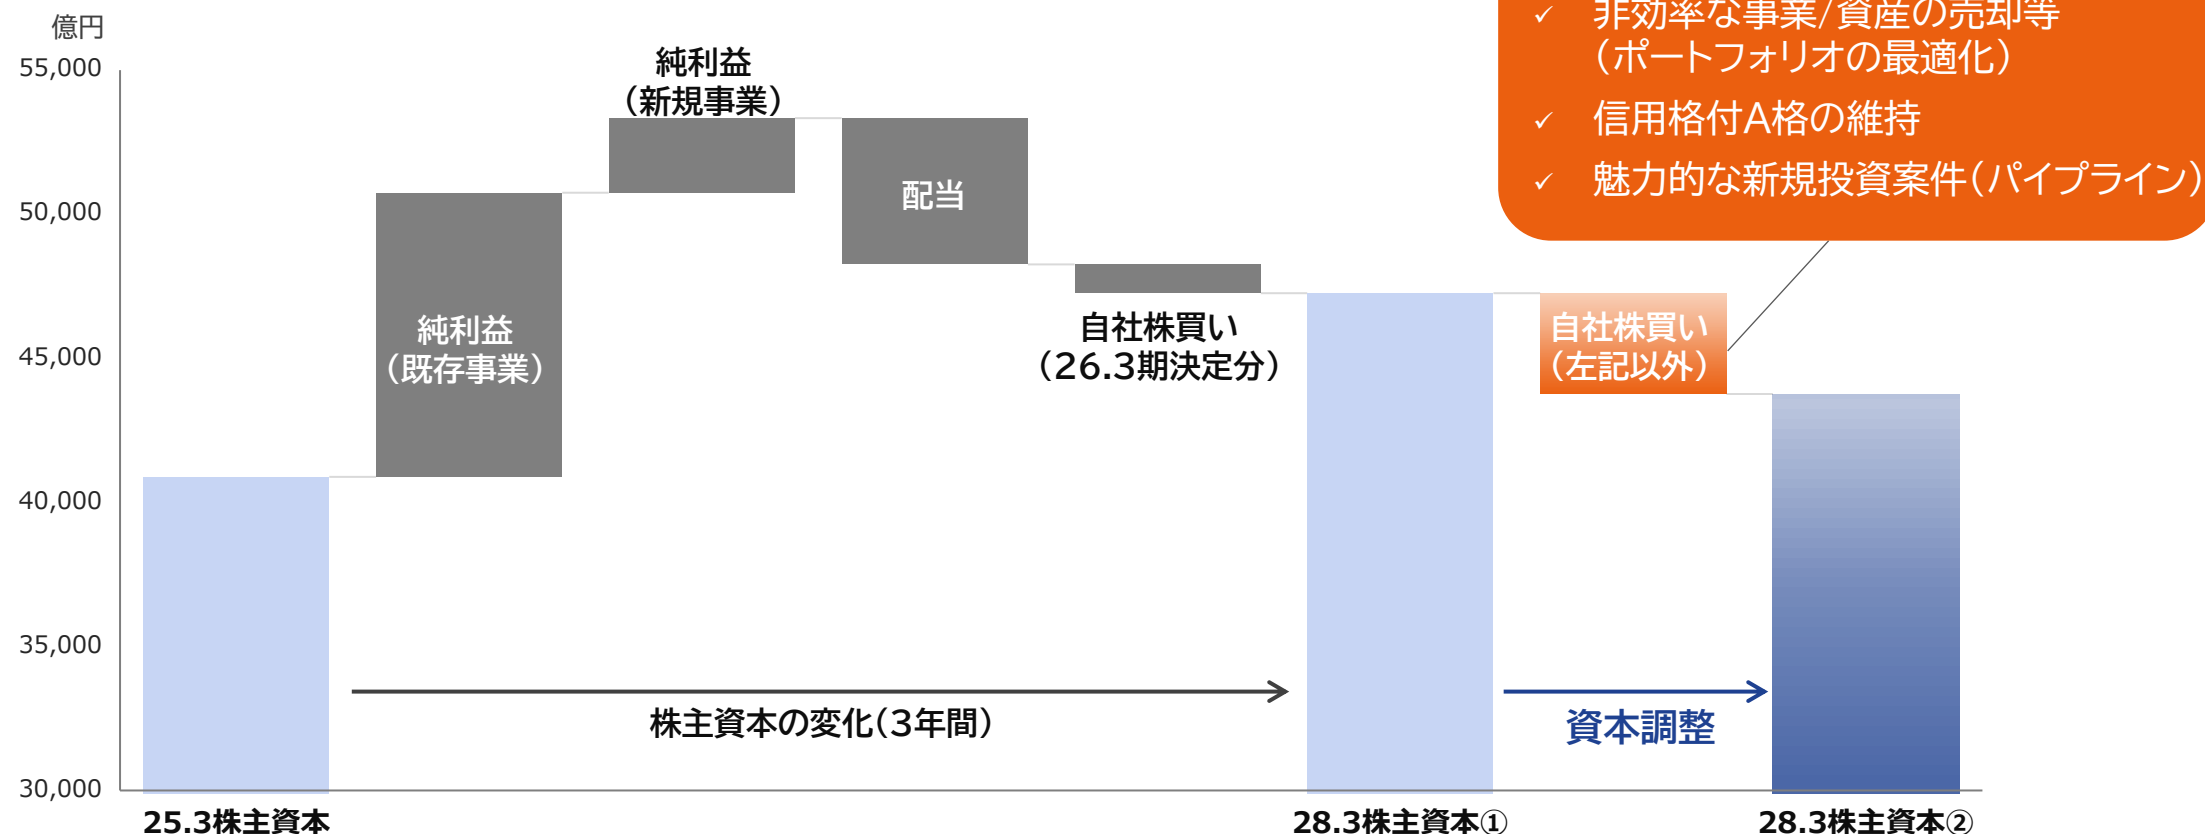 億円
55,000
50,000
45,000
40,000
35,000
30,000
純利益
（新規事業）
純利益
（既存事業）
配当
自社株買い
（26.3期決定分）
自社株買い
（左記以外）
✓ 非効率な事業/資産の売却等
（ポートフォリオの最適化）
✓ 信用格付A格の維持
✓ 魅力的な新規投資案件（パイプライン）
株主資本の変化（3年間）
資本調整
25.3株主資本
28.3株主資本①
28.3株主資本②